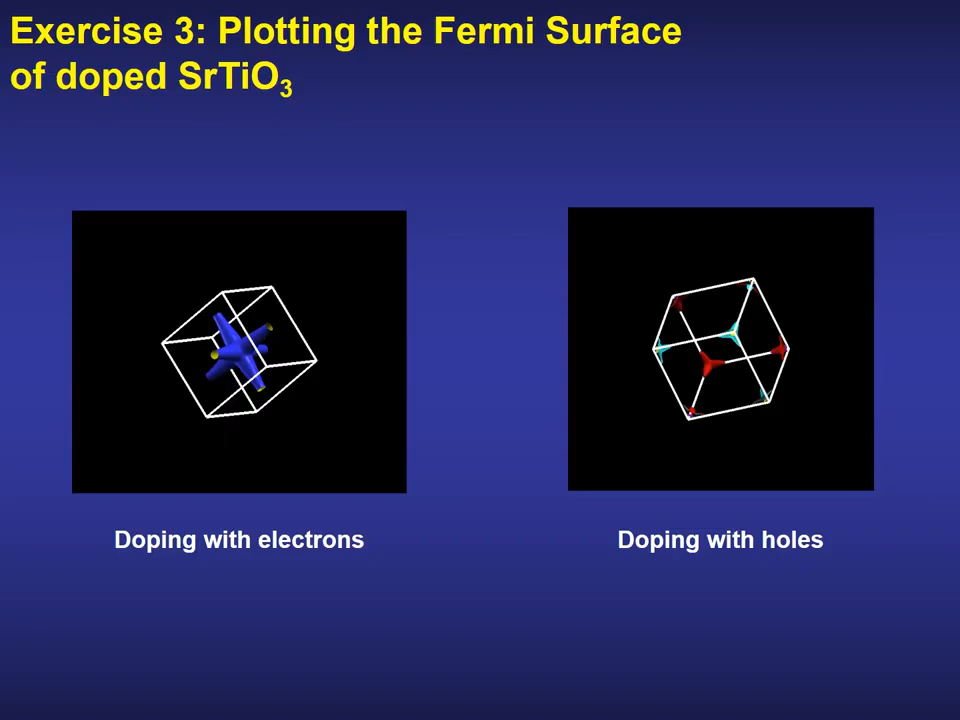 Exercise 3: Plotting the Fermi Surface
of doped SrTiO₃
Doping with electrons
Doping with holes